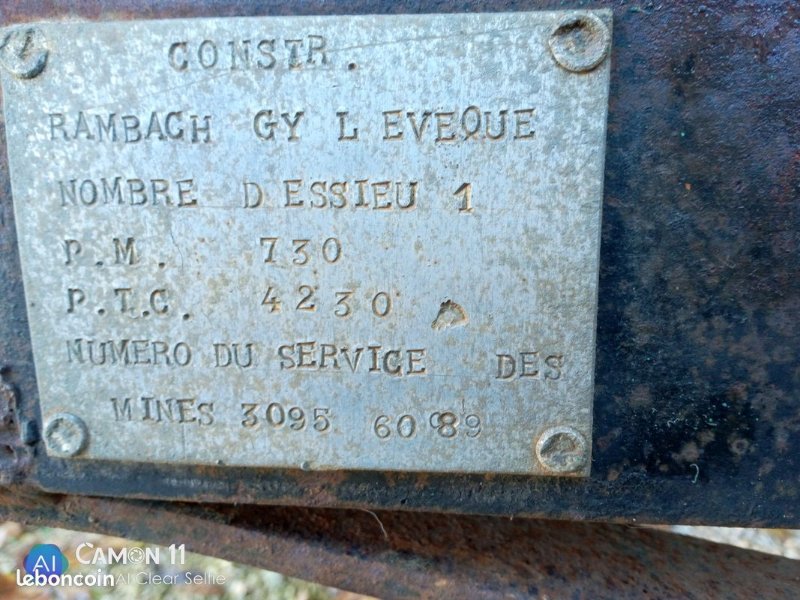 CONSTR.
RAMBACH GY L EVEQUE
NOMBRE D ESSIEU 1
P.M. 730
P.T.C. 4230
NUMERO DU SERVICE DES
MINES 3095 6089
AI CAMON 11
leboncoin AI Clear Selfie